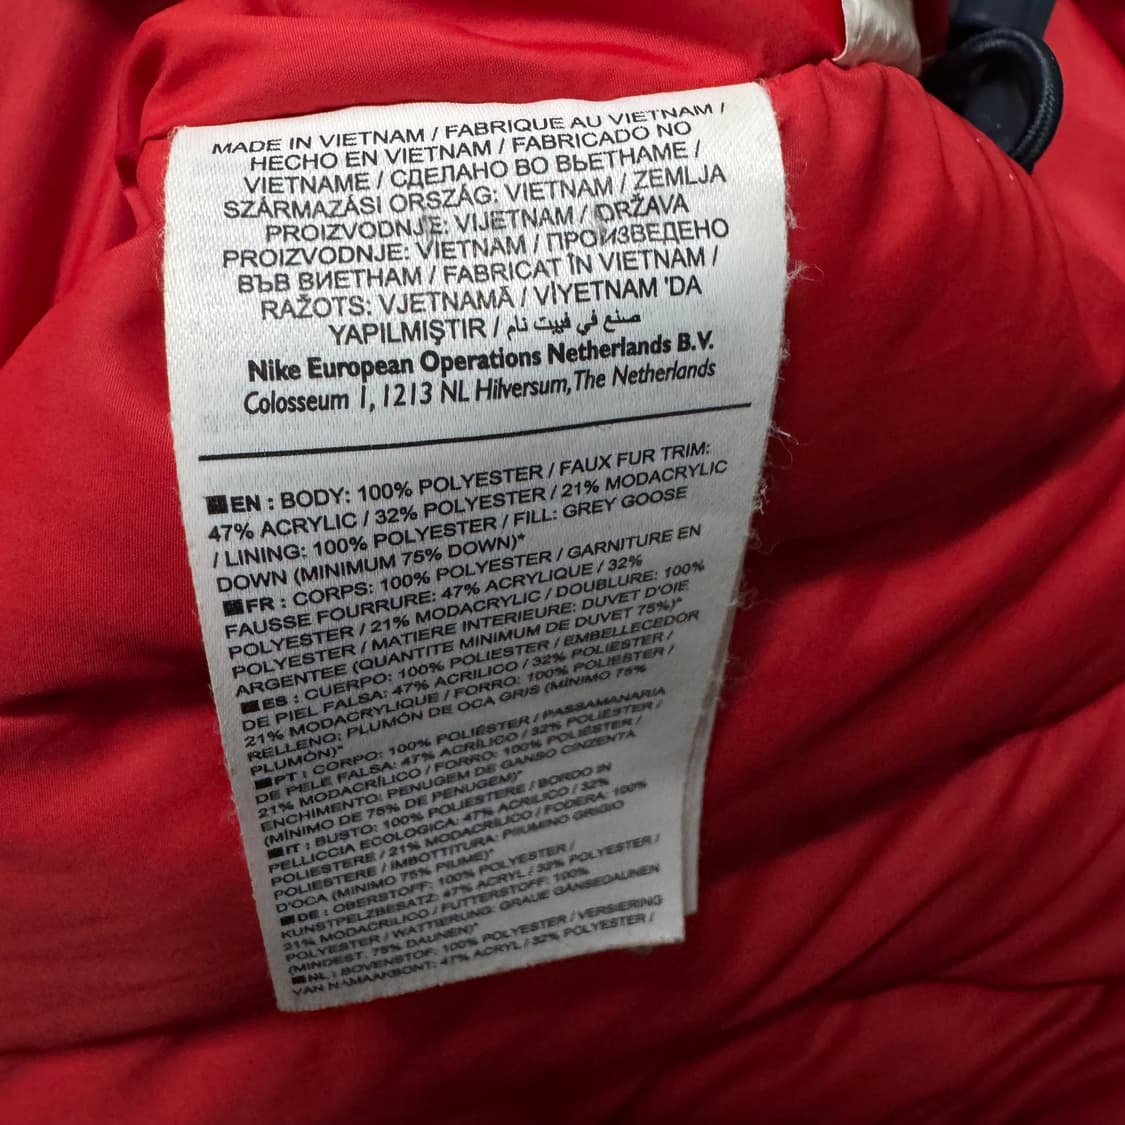 MADE IN VIETNAM / FABRIQUE AU VIETNAM /
HECHO EN VIETNAM / FABRICADO NO
VIETNAME / СДЕЛАНО ВО ВЬЕТНАМЕ /
SZÁRMAZÁSI ORSZÁG: VIETNAM / ZEMLJA
PROIZVODNJE: VIJETNAM / DRŽAVA
PROIZVODNJE: VIETNAM / ПРОИЗВЕДЕНО
ВЪВ ВИЕТНАМ / FABRICAT ÎN VIETNAM /
RAŽOTS: VJETNAMĀ / VİYETNAM 'DA
YAPILMIŞTIR / صنع في فييت نام
Nike European Operations Netherlands B.V.
Colosseum 1, 1213 NL Hilversum, The Netherlands
EN : BODY: 100% POLYESTER / FAUX FUR TRIM:
47% ACRYLIC / 32% POLYESTER / 21% MODACRYLIC
/ LINING: 100% POLYESTER / FILL: GREY GOOSE
DOWN (MINIMUM 75% DOWN)*
FR : CORPS: 100% POLYESTER / GARNITURE EN
FAUSSE FOURRURE: 47% ACRYLIQUE / 32%
POLYESTER / 21% MODACRYLIC / DOUBLURE: 100%
POLYESTER / MATIERE INTERIEURE: DUVET D'OIE
ARGENTEE (QUANTITE MINIMUM DE DUVET 75%)*
ES : CUERPO: 100% POLIESTER / EMBELLECEDOR
DE PIEL FALSA: 47% ACRILICO / 32% POLIESTER /
21% MODACRYLIQUE / FORRO: 100% POLIESTER /
RELLENO: PLUMÓN DE OCA GRIS (MÍNIMO 75%
PLUMÓN)*
PT : CORPO: 100% POLIÉSTER / PASSAMANARIA
DE PELE FALSA: 47% ACRÍLICO / 32% POLIÉSTER /
21% MODACRÍLICO / FORRO: 100% POLIÉSTER /
ENCHIMENTO: PENUGEM DE GANSO CINZENTA
(MÍNIMO DE 75% DE PENUGEM)*
IT : BUSTO: 100% POLIESTERE / BORDO IN
PELLICCIA ECOLOGICA: 47% ACRILICO / 32%
POLIESTERE / 21% MODACRILICO / FODERA: 100%
POLIESTERE / IMBOTTITURA: PIUMINO GRIGIO
D'OCA (MINIMO 75% PIUME)*
DE : OBERSTOFF: 100% POLYESTER /
KUNSTPELZBESATZ: 47% ACRYL / 32% POLYESTER /
21% MODACRILICO / FUTTERSTOFF: 100%
POLYESTER / WATTIERUNG: GRAUE GÄNSEDAUNEN
(MINDEST. 75% DAUNEN)*
NL : BOVENSTOF: 100% POLYESTER / VERSIERING
VAN NAMAAKBONT: 47% ACRYL / 32% POLYESTER /